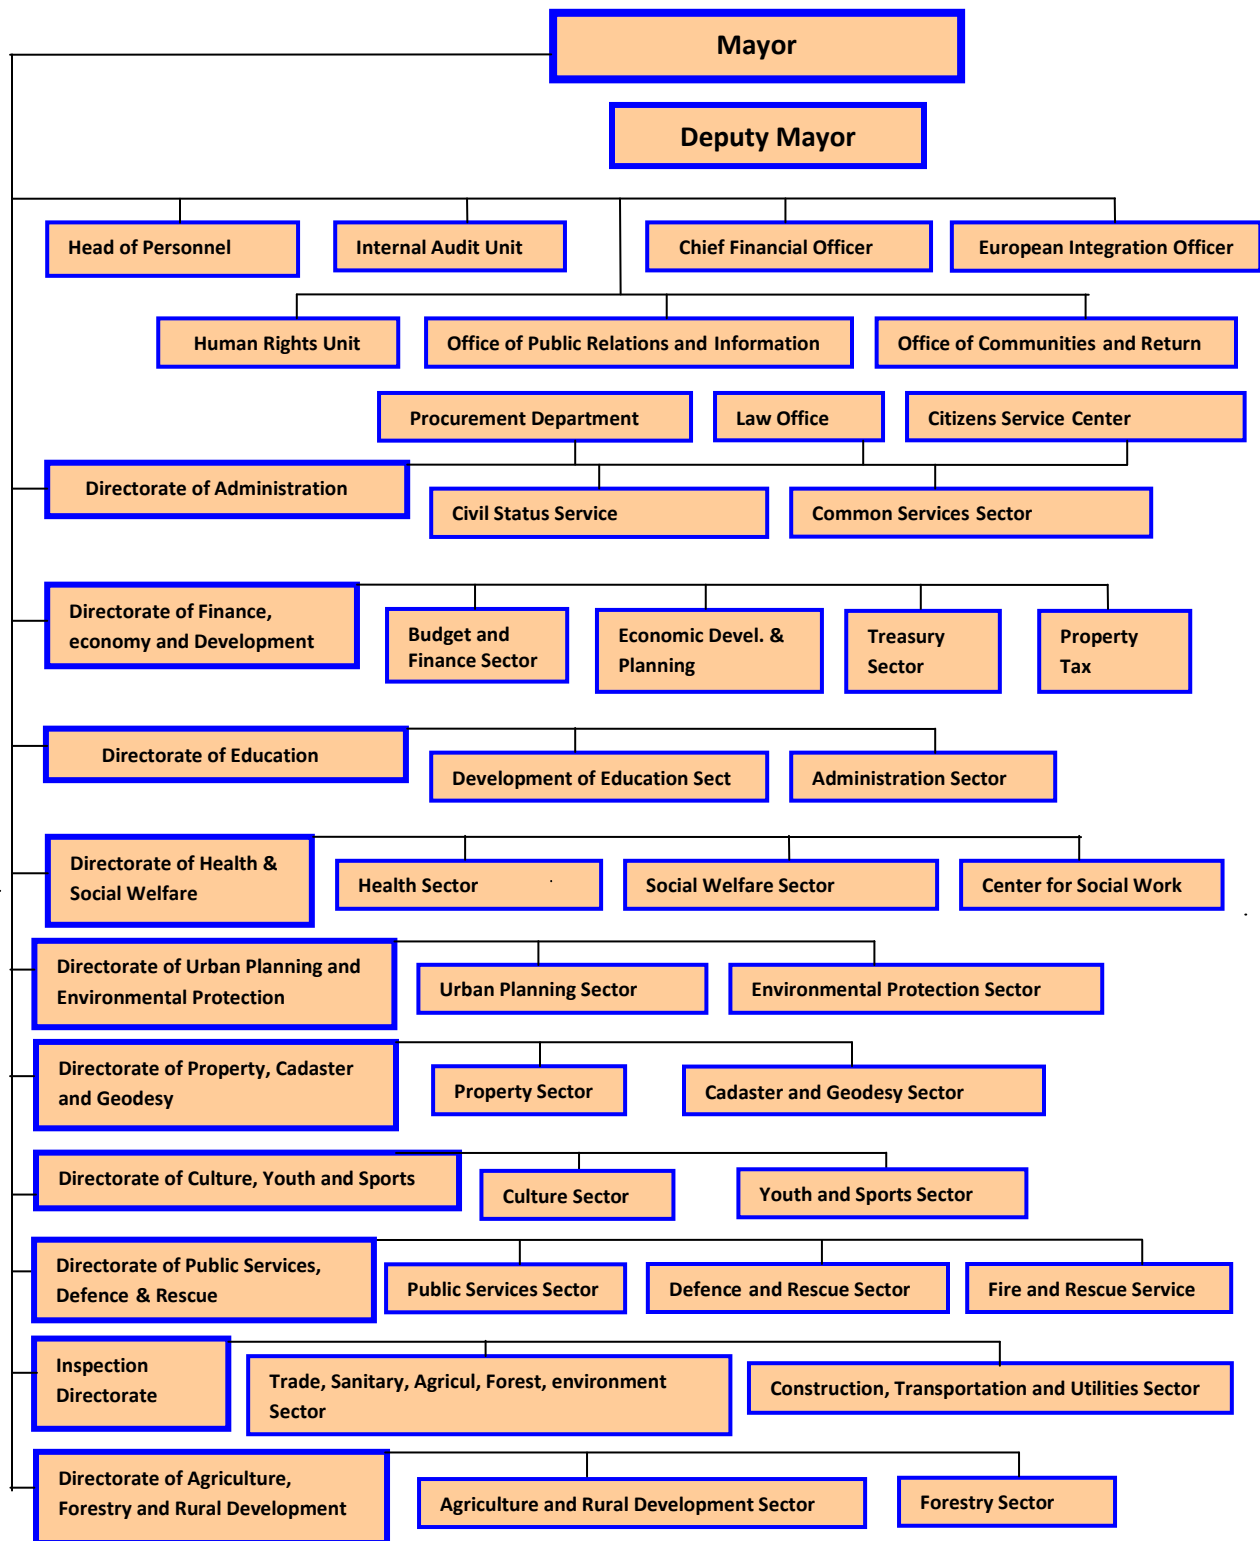 Mayor
Deputy Mayor
Head of Personnel
Internal Audit Unit
Chief Financial Officer
European Integration Officer
Human Rights Unit
Office of Public Relations and Information
Office of Communities and Return
Procurement Department
Law Office
Citizens Service Center
Directorate of Administration
Civil Status Service
Common Services Sector
Directorate of Finance,
economy and Development
Budget and
Finance Sector
Economic Devel. &
Planning
Treasury
Sector
Property
Tax
Directorate of Education
Development of Education Sect
Administration Sector
Directorate of Health &
Social Welfare
Health Sector
Social Welfare Sector
Center for Social Work
Directorate of Urban Planning and
Environmental Protection
Urban Planning Sector
Environmental Protection Sector
Directorate of Property, Cadaster
and Geodesy
Property Sector
Cadaster and Geodesy Sector
Directorate of Culture, Youth and Sports
Culture Sector
Youth and Sports Sector
Directorate of Public Services,
Defence & Rescue
Public Services Sector
Defence and Rescue Sector
Fire and Rescue Service
Inspection
Directorate
Trade, Sanitary, Agricul, Forest, environment
Sector
Construction, Transportation and Utilities Sector
Directorate of Agriculture,
Forestry and Rural Development
Agriculture and Rural Development Sector
Forestry Sector